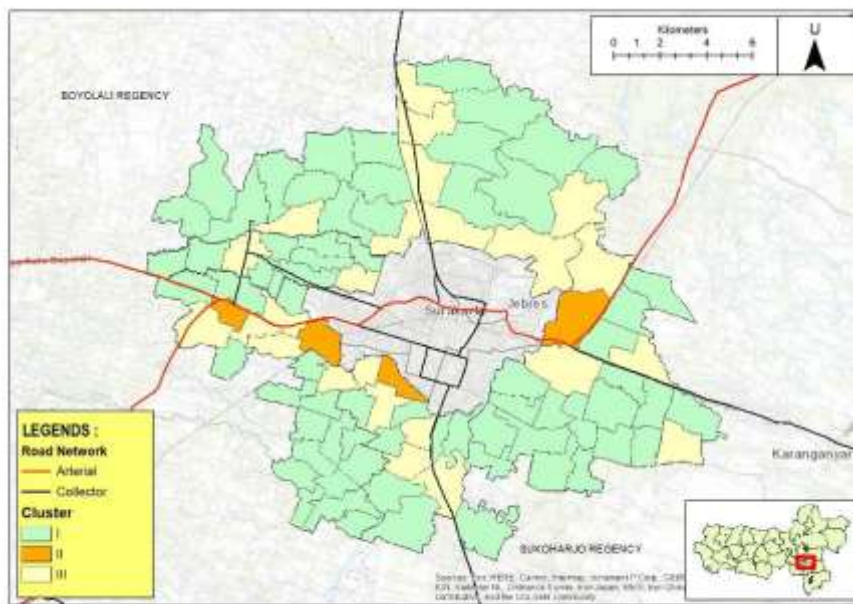 Kilometers
0 1 2 4 6
U
BOYOLALI REGENCY
Jebres
Surakarta
Karanganyar
SUKOHARJO REGENCY
LEGENDS :
Road Network
Arterial
Collector
Cluster
I
II
III